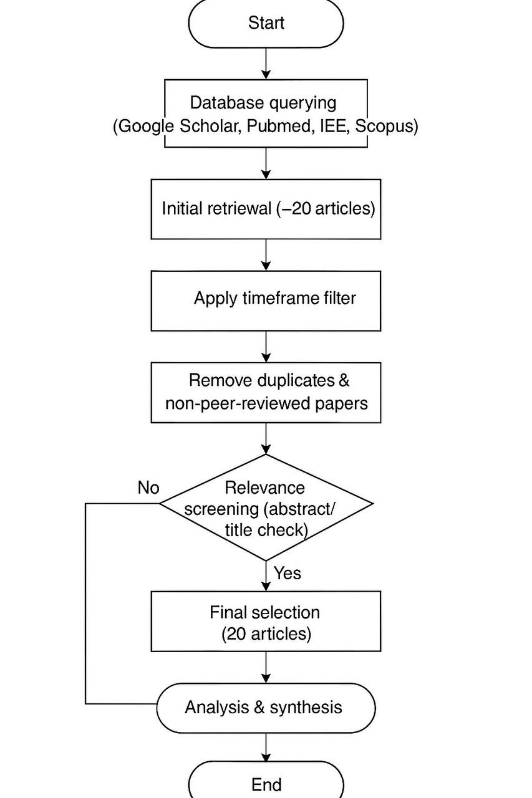 Start
Database querying
(Google Scholar, Pubmed, IEE, Scopus)
Initial retriewal (–20 articles)
Apply timeframe filter
Remove duplicates &
non-peer-reviewed papers
No
Relevance
screening (abstract/
title check)
Yes
Final selection
(20 articles)
Analysis & synthesis
End